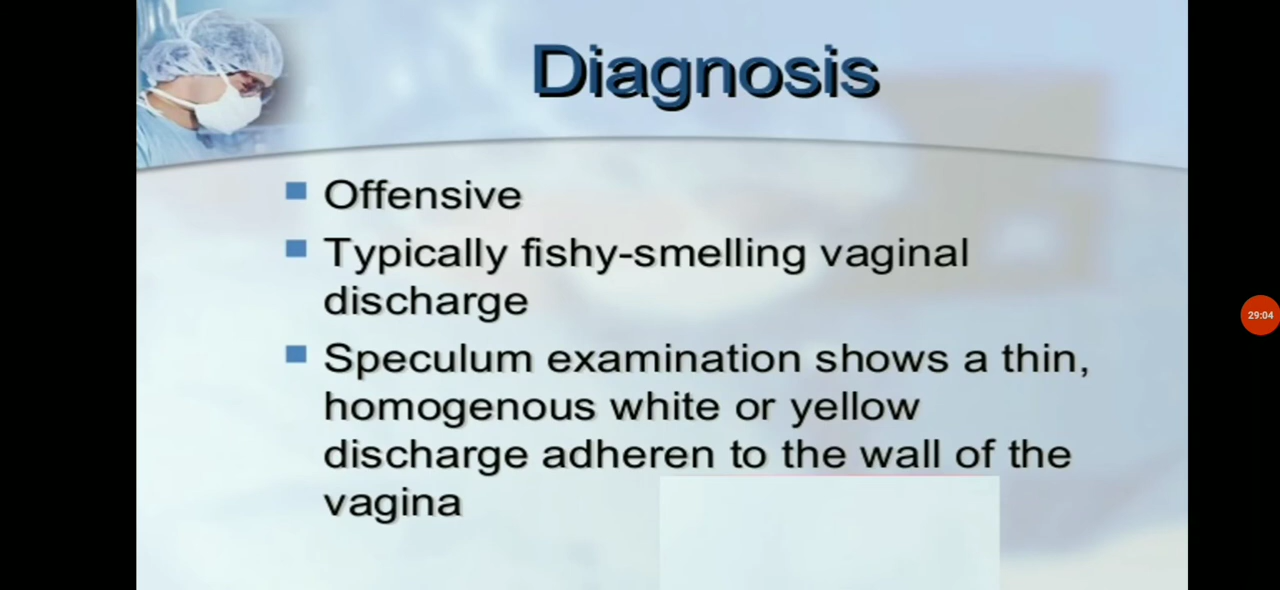 Diagnosis
Offensive
Typically fishy-smelling vaginal
discharge
Speculum examination shows a thin,
homogenous white or yellow
discharge adheren to the wall of the
vagina
29:04